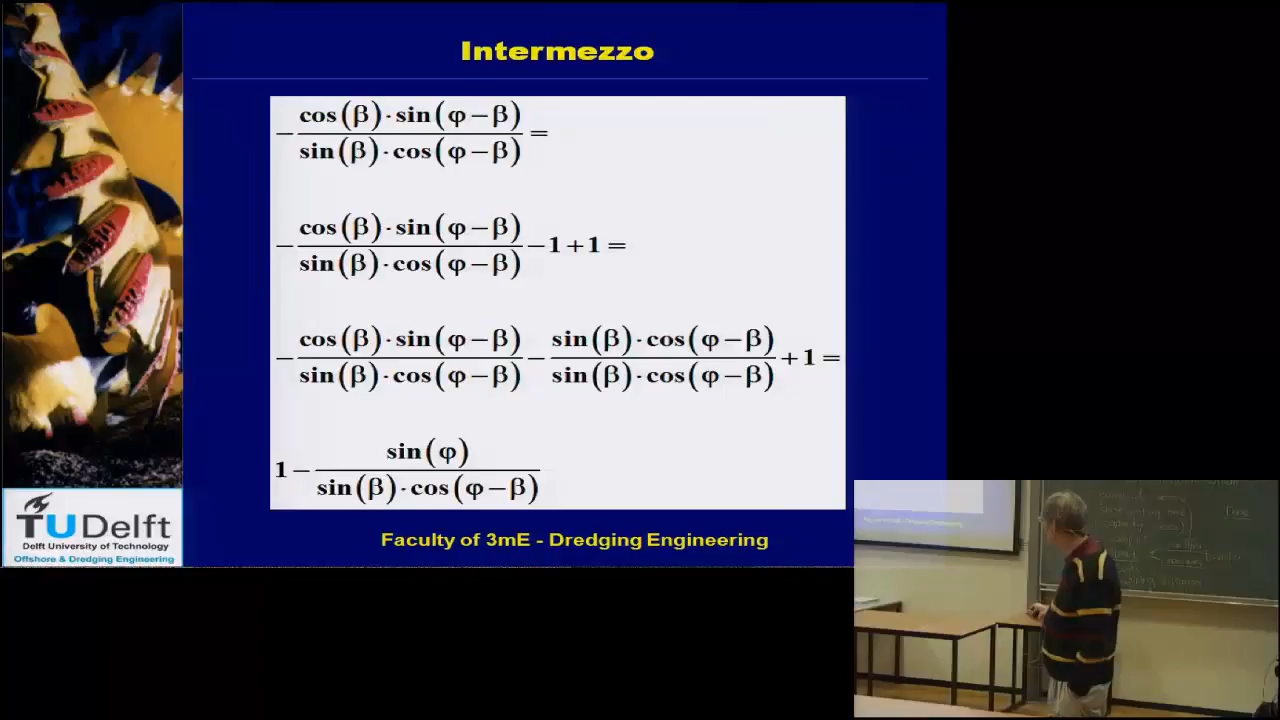 Intermezzo
−cos(β)·sin(φ−β)/sin(β)·cos(φ−β) =
−cos(β)·sin(φ−β)/sin(β)·cos(φ−β) −1+1 =
−cos(β)·sin(φ−β)/sin(β)·cos(φ−β) − sin(β)·cos(φ−β)/sin(β)·cos(φ−β) +1 =
1− sin(φ)/sin(β)·cos(φ−β)
TU Delft
Delft University of Technology
Offshore & Dredging Engineering
Faculty of 3mE - Dredging Engineering